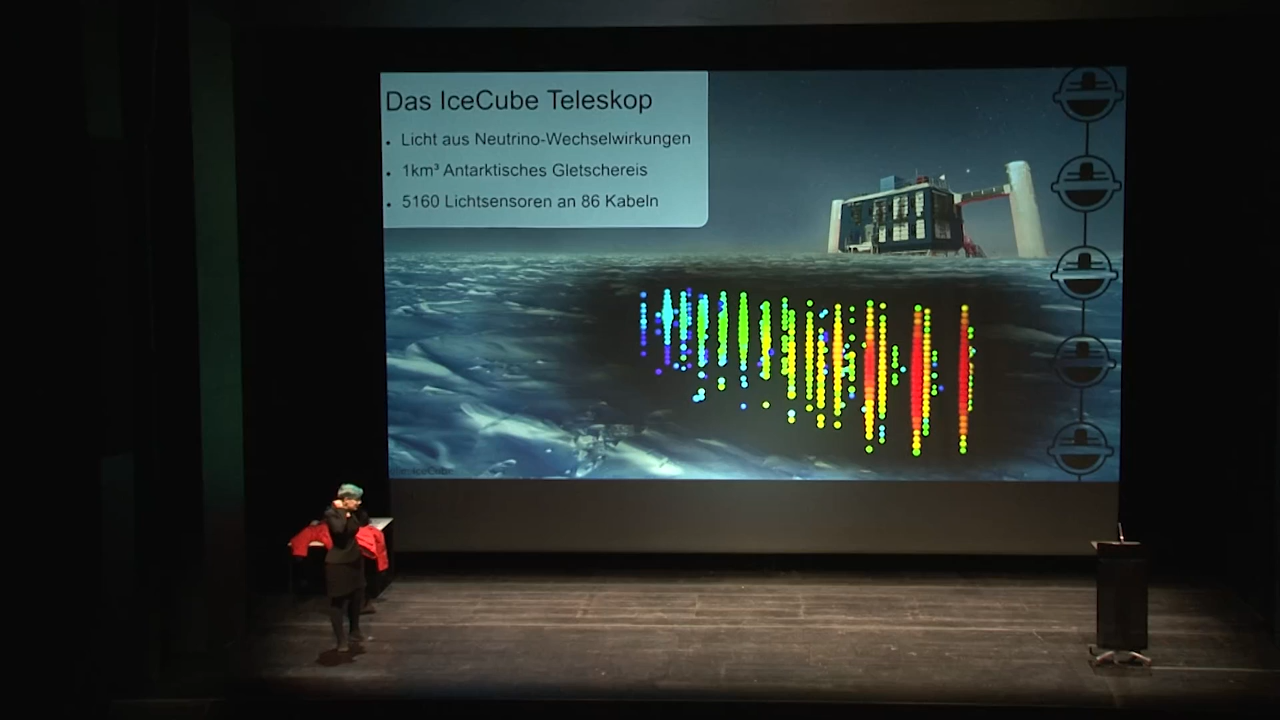 Das IceCube Teleskop
• Licht aus Neutrino-Wechselwirkungen
• 1km³ Antarktisches Gletschereis
• 5160 Lichtsensoren an 86 Kabeln